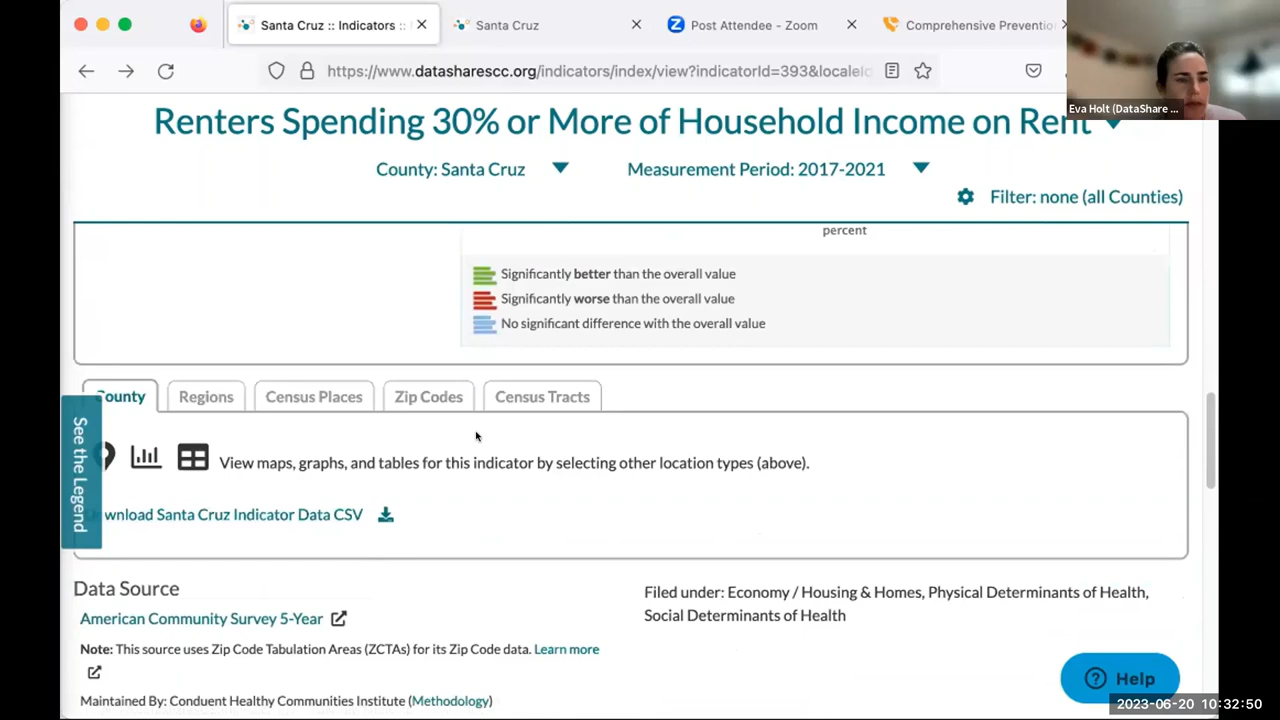 Santa Cruz :: Indicators ::
Santa Cruz
Post Attendee - Zoom
Comprehensive Preventio
https://www.datasharescc.org/indicators/index/view?indicatorId=393&localeId
Eva Holt (DataShare ...
Renters Spending 30% or More of Household Income on Rent
County: Santa Cruz
Measurement Period: 2017-2021
Filter: none (all Counties)
percent
Significantly better than the overall value
Significantly worse than the overall value
No significant difference with the overall value
County
Regions
Census Places
Zip Codes
Census Tracts
See the Legend
View maps, graphs, and tables for this indicator by selecting other location types (above).
wnload Santa Cruz Indicator Data CSV
Data Source
American Community Survey 5-Year
Note: This source uses Zip Code Tabulation Areas (ZCTAs) for its Zip Code data. Learn more
Maintained By: Conduent Healthy Communities Institute (Methodology)
Filed under: Economy / Housing & Homes, Physical Determinants of Health,
Social Determinants of Health
Help
2023-06-20 10:32:50